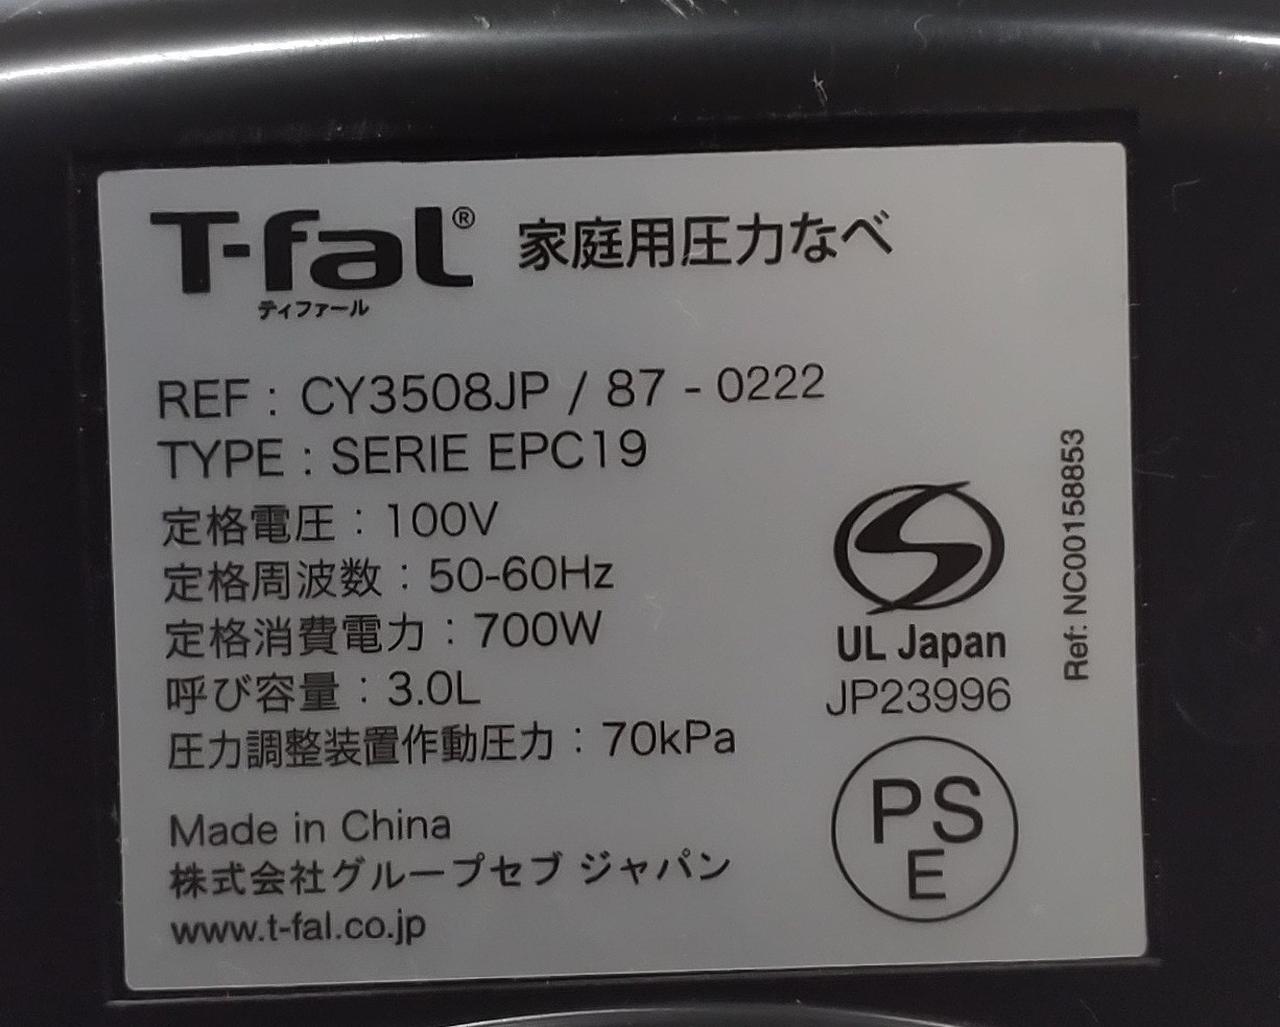 T-fal® 家庭用圧力なべ
ティファール
REF : CY3508JP / 87 - 0222
TYPE : SERIE EPC19
定格電圧 : 100V
定格周波数 : 50-60Hz
定格消費電力 : 700W
呼び容量 : 3.0L
圧力調整装置作動圧力 : 70kPa
Made in China
株式会社グループセブ ジャパン
www.t-fal.co.jp
S
UL Japan
JP23996
PS
E
Ref: NC00158853